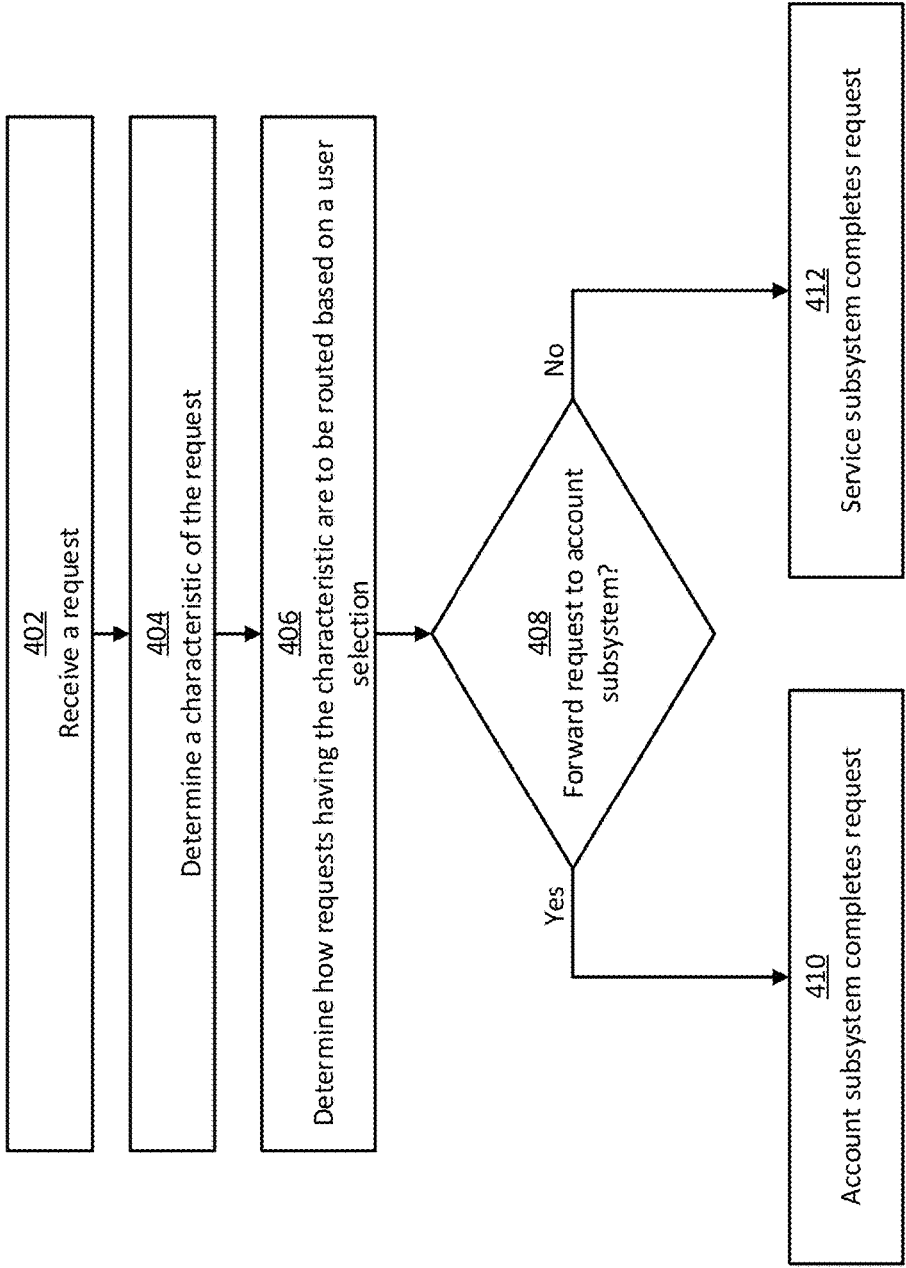 402
Receive a request
404
Determine a characteristic of the request
406
Determine how requests having the characteristic are to be routed based on a user
selection
408
Forward request to account
subsystem?
Yes
No
410
Account subsystem completes request
412
Service subsystem completes request